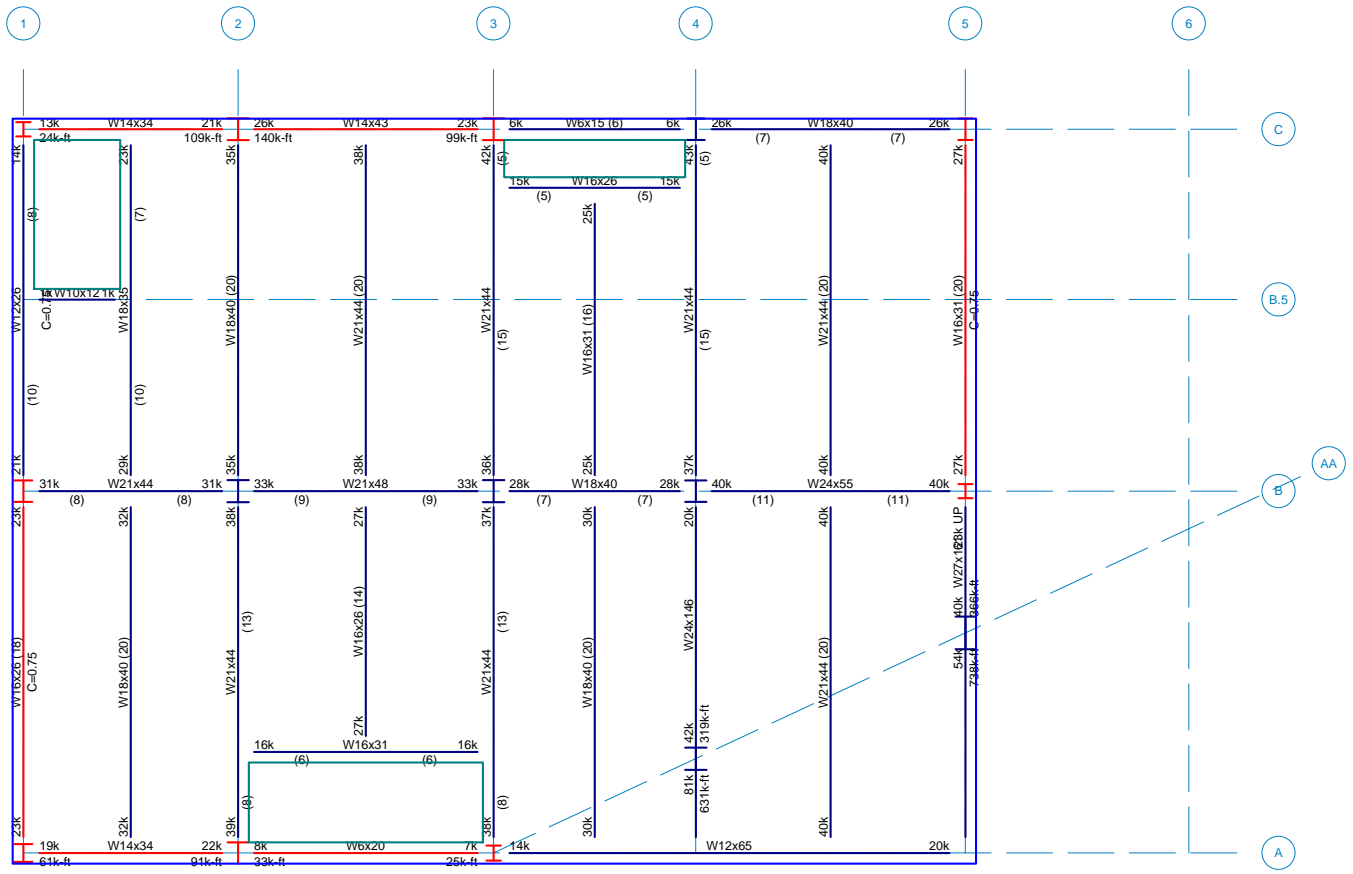 1 2 3 4 5 6
13k W14x34 21k 26k W14x43 23k 6k W6x15 (6) 6k 26k W18x40 26k C
24k-ft 109k-ft 140k-ft 99k-ft (7) (7)
14k 23k 35k 38k 42k (5) 43k (5) 40k 27k
15k W16x26 15k
(5) (5)
(8) (7) 25k
1k W10x12 1k B.5
W12x26 C=0.75 W18x35 W18x40 (20) W21x44 (20) W21x44 W16x31 (16) W21x44 W21x44 (20) W16x31 (20) C=0.75
(15) (15)
(10) (10)
21k 29k 35k 38k 36k 25k 37k 40k 27k
AA
31k W21x44 31k 33k W21x48 33k 28k W18x40 28k 40k W24x55 40k B
(8) (8) (9) (9) (7) (7) (11) (11)
23k 32k 38k 27k 37k 30k 20k 40k UP
W27x
40k 366k-ft
(13) W16x26 (14) (13) W24x146
54k 738k-ft
W16x26 (18) C=0.75 W18x40 (20) W21x44 W21x44 W18x40 (20) W21x44 (20)
27k 42k 319k-ft
16k W16x31 16k
(6) (6)
81k 631k-ft
(8) (8)
23k 32k 39k 38k 30k 40k
19k W14x34 22k 8k W6x20 7k 14k W12x65 20k A
61k-ft 91k-ft 33k-ft 25k-ft